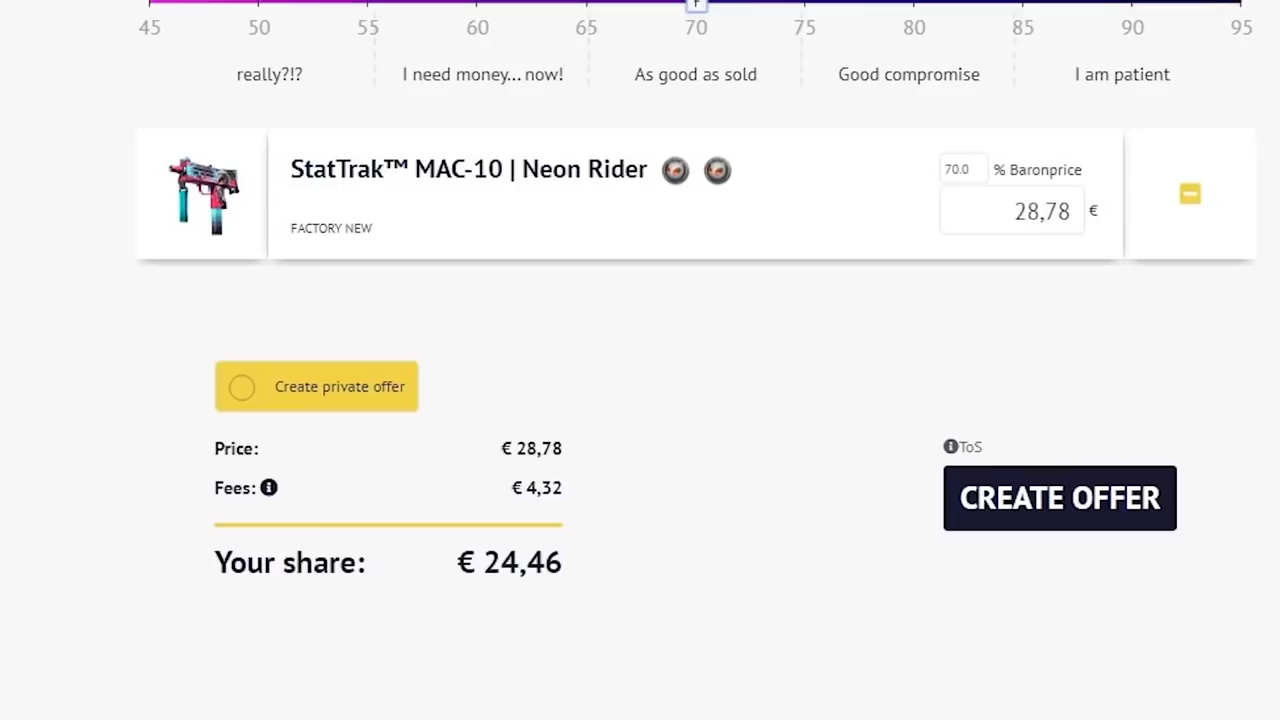 45 50 55 60 65 70 75 80 85 90 95
really?!? I need money... now! As good as sold Good compromise I am patient
StatTrak™ MAC-10 | Neon Rider
70.0 % Baronprice
28,78 €
FACTORY NEW
Create private offer
Price: € 28,78
ToS
Fees: € 4,32
CREATE OFFER
Your share: € 24,46